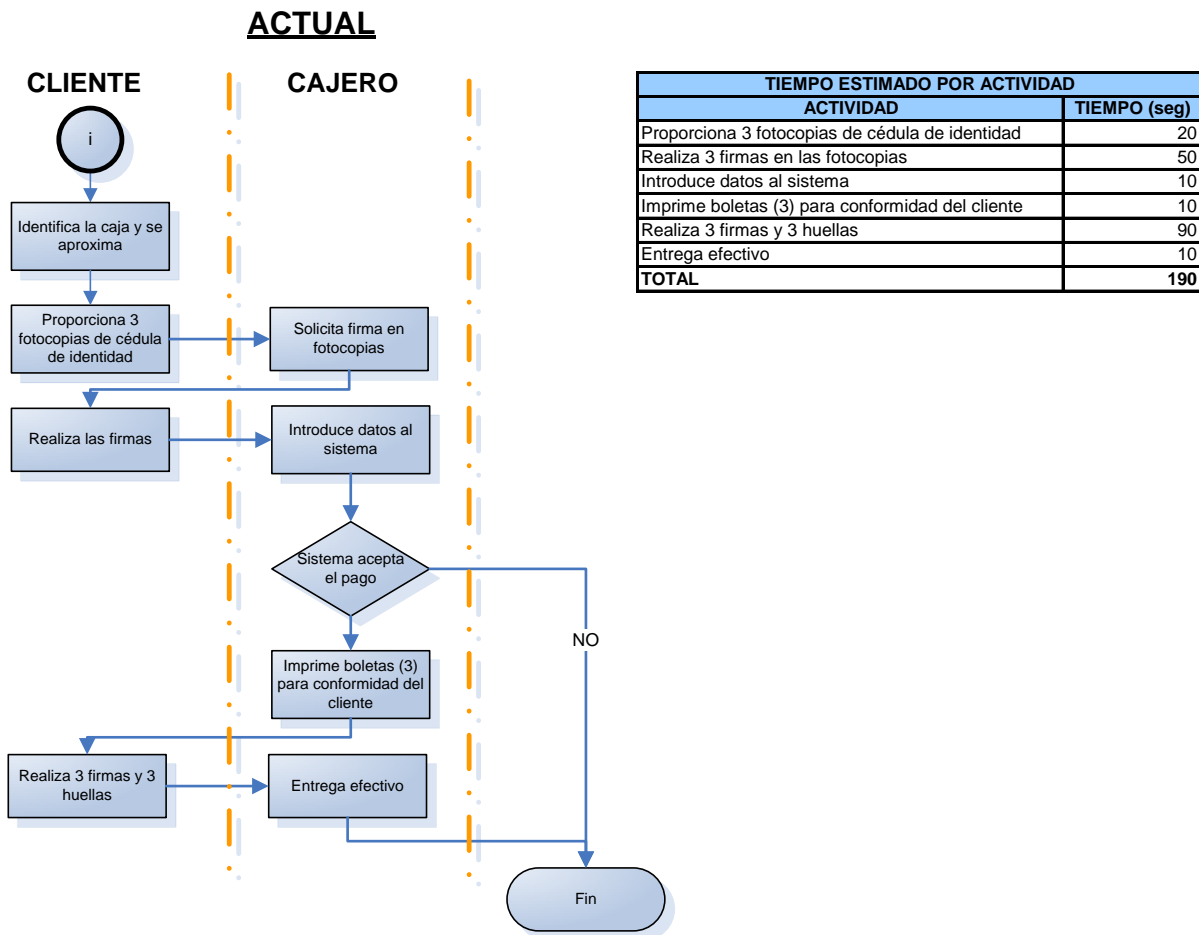 ACTUAL
CLIENTE
CAJERO
i
Identifica la caja y se
aproxima
Proporciona 3
fotocopias de cédula
de identidad
Solicita firma en
fotocopias
Realiza las firmas
Introduce datos al
sistema
Sistema acepta
el pago
NO
Imprime boletas (3)
para conformidad del
cliente
Realiza 3 firmas y 3
huellas
Entrega efectivo
Fin
TIEMPO ESTIMADO POR ACTIVIDAD
ACTIVIDAD TIEMPO (seg)
Proporciona 3 fotocopias de cédula de identidad 20
Realiza 3 firmas en las fotocopias 50
Introduce datos al sistema 10
Imprime boletas (3) para conformidad del cliente 10
Realiza 3 firmas y 3 huellas 90
Entrega efectivo 10
TOTAL 190